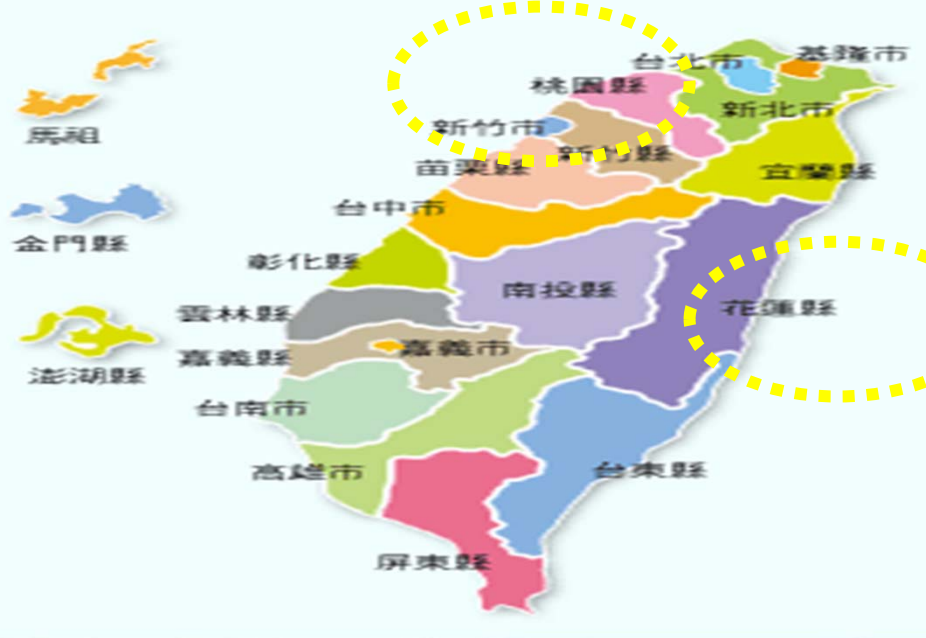 基隆市
台北市
桃園縣
新北市
新竹市
馬祖
新竹縣
苗栗縣
宜蘭縣
台中市
金門縣
彰化縣
南投縣
花蓮縣
雲林縣
嘉義市
嘉義縣
澎湖縣
台南市
高雄市
台東縣
屏東縣